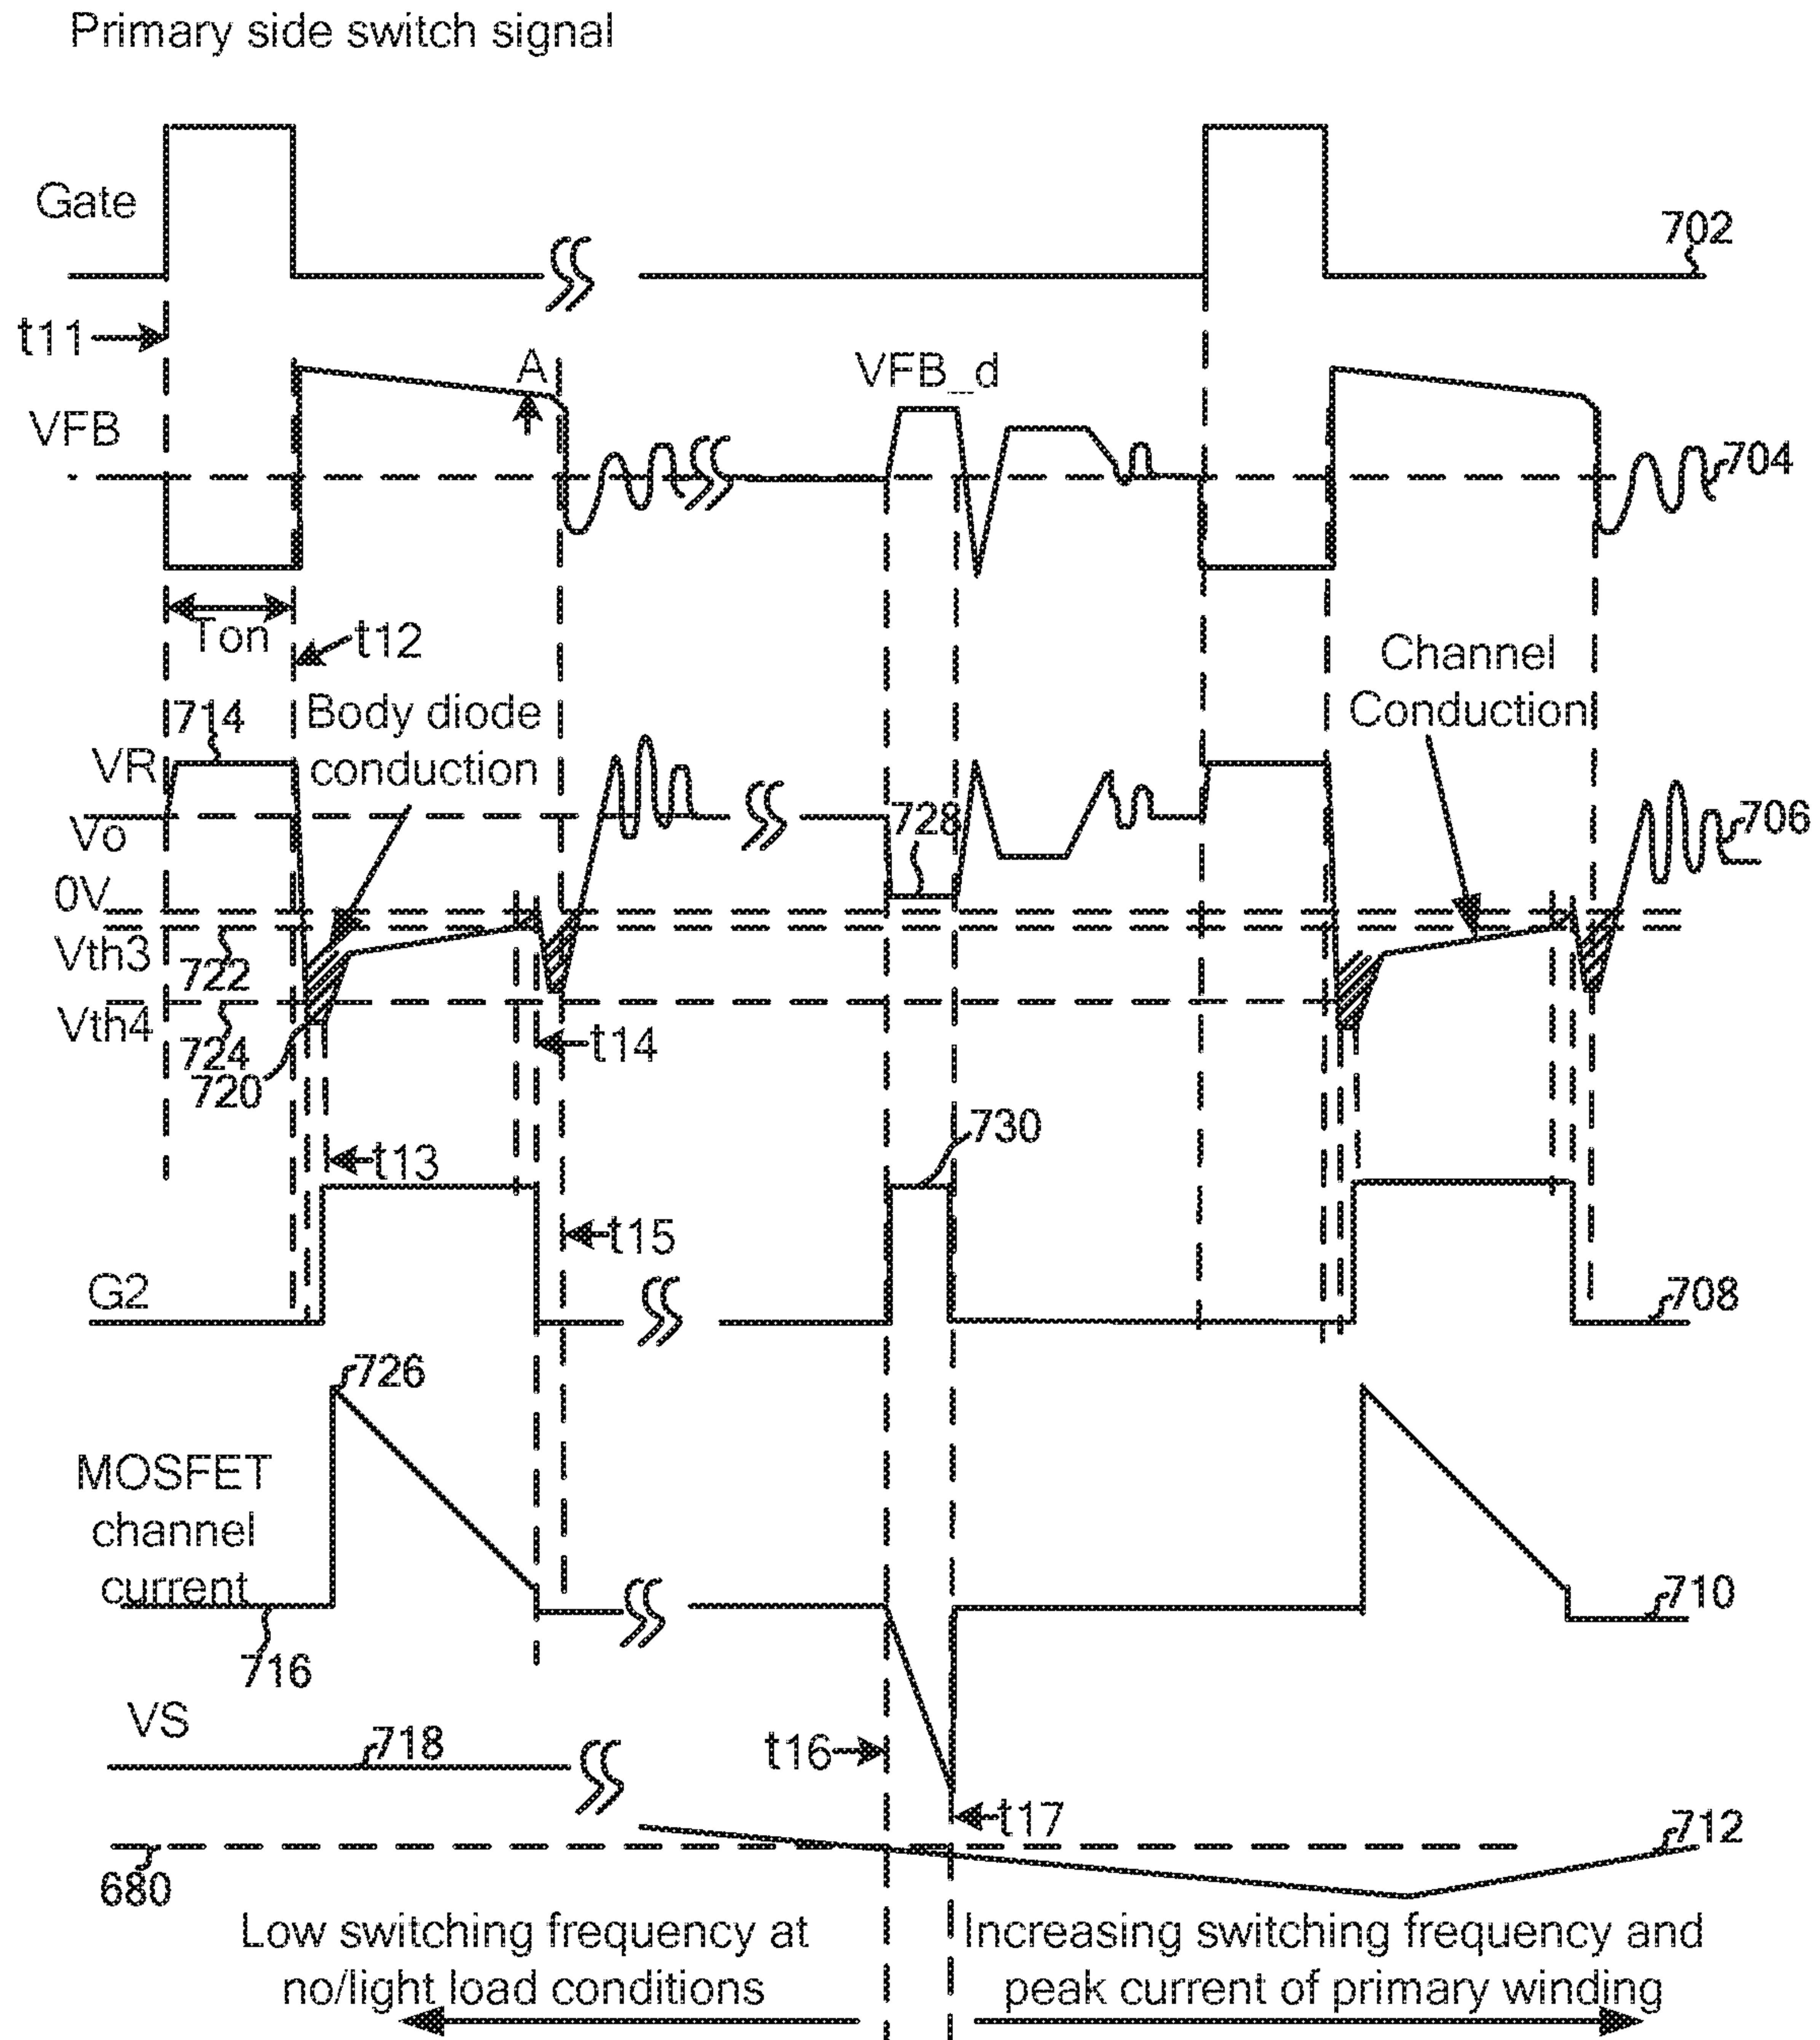 Primary side switch signal
Gate
702
t11
A
VFB_d
VFB
704
Ton
t12
Channel
Conduction
714
Body diode
conduction
VR
728
706
Vo
0V
Vth3
722
Vth4
724
t14
720
730
t13
t15
G2
708
726
MOSFET
channel
current
710
716
VS
718
t16
t17
712
680
Low switching frequency at
no/light load conditions
Increasing switching frequency and
peak current of primary winding